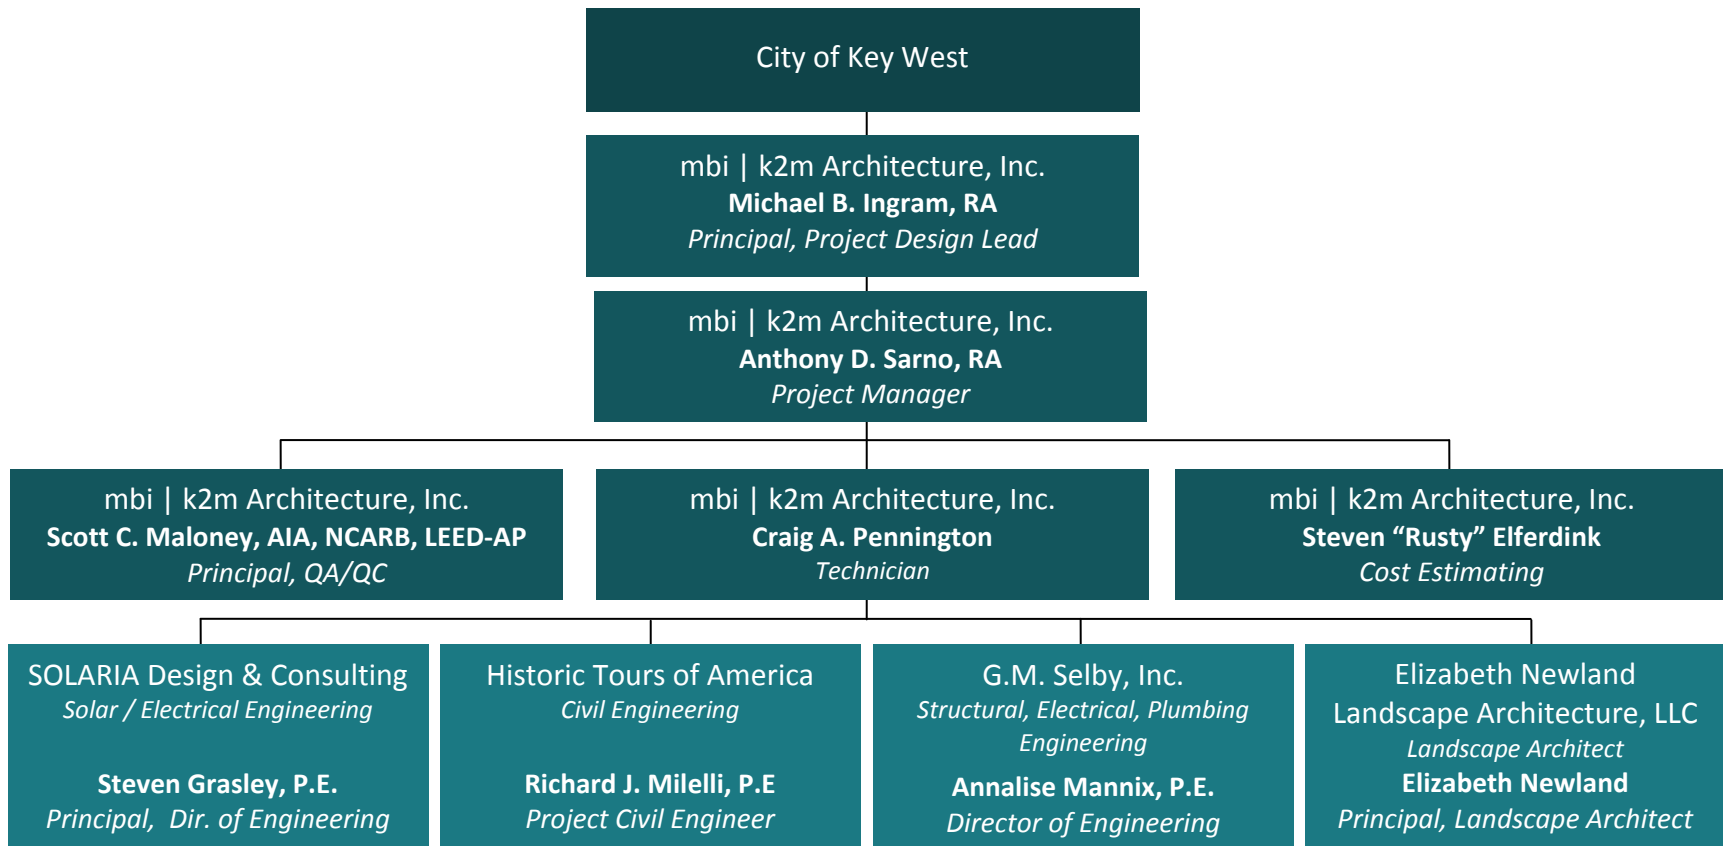 City of Key West
mbi | k2m Architecture, Inc.
Michael B. Ingram, RA
Principal, Project Design Lead
mbi | k2m Architecture, Inc.
Anthony D. Sarno, RA
Project Manager
mbi | k2m Architecture, Inc.
Scott C. Maloney, AIA, NCARB, LEED-AP
Principal, QA/QC
mbi | k2m Architecture, Inc.
Craig A. Pennington
Technician
mbi | k2m Architecture, Inc.
Steven “Rusty” Elferdink
Cost Estimating
SOLARIA Design & Consulting
Solar / Electrical Engineering
Steven Grasley, P.E.
Principal,  Dir. of Engineering
Historic Tours of America
Civil Engineering
Richard J. Milelli, P.E
Project Civil Engineer
G.M. Selby, Inc.
Structural, Electrical, Plumbing
Engineering
Annalise Mannix, P.E.
Director of Engineering
Elizabeth Newland
Landscape Architecture, LLC
Landscape Architect
Elizabeth Newland
Principal, Landscape Architect